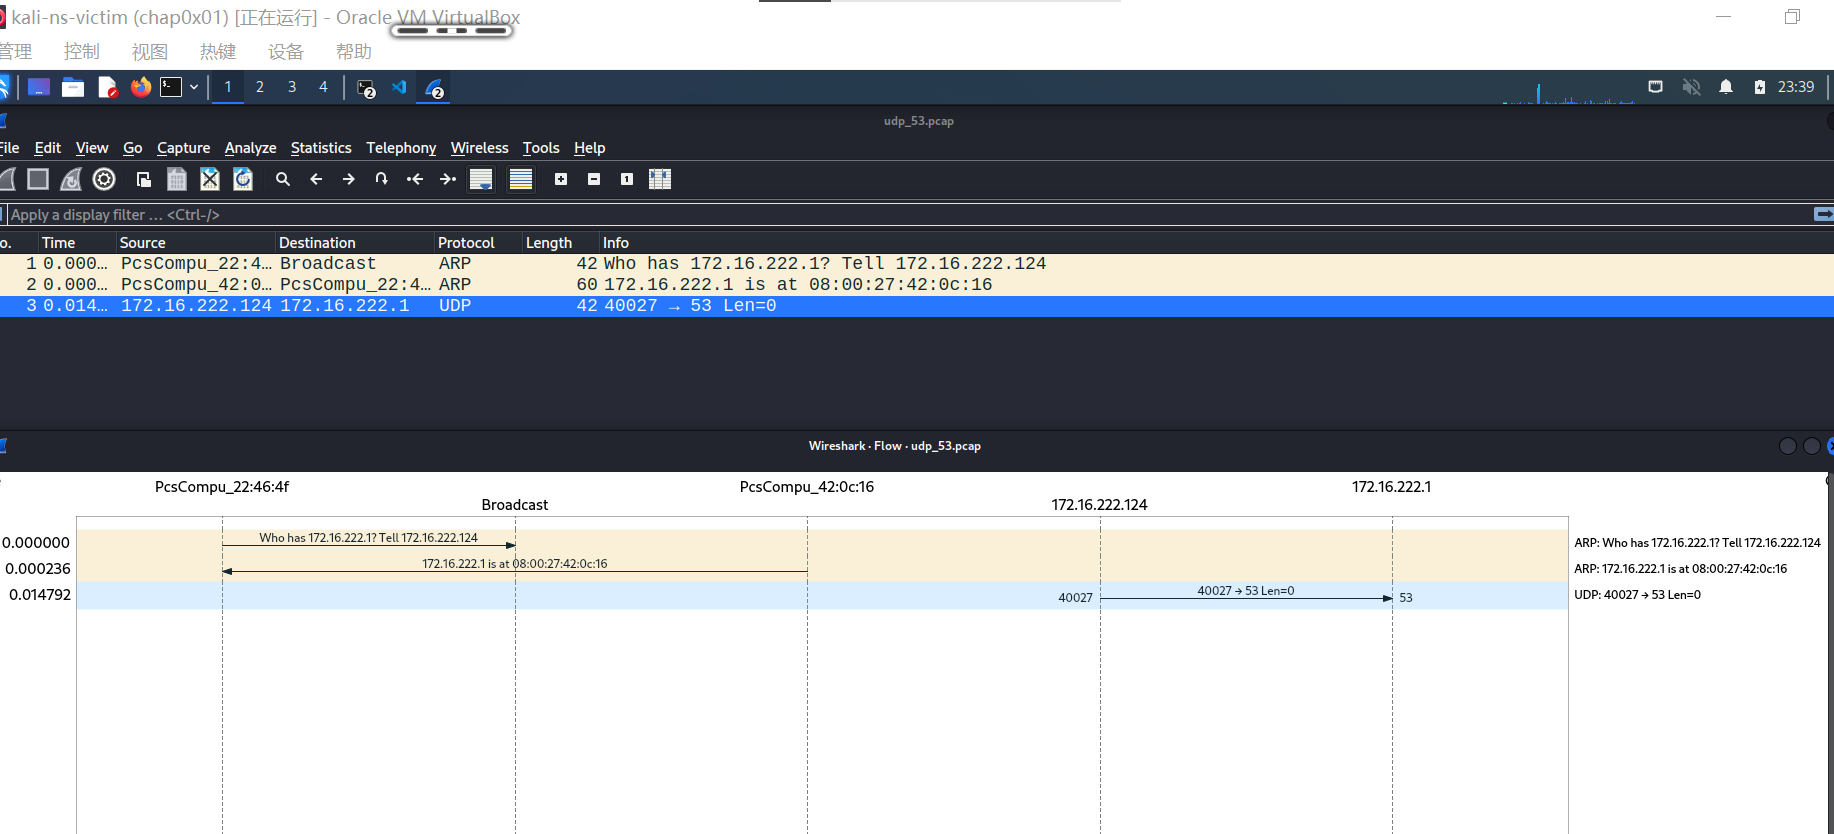 kali-ns-victim (chap0x01) [正在运行] - Oracle VM VirtualBox
管理 控制 视图 热键 设备 帮助
1 2 3 4 2 2 23:39
udp_53.pcap
File Edit View Go Capture Analyze Statistics Telephony Wireless Tools Help
Apply a display filter … <Ctrl-/>
o. Time Source Destination Protocol Length Info
1 0.000… PcsCompu_22:4… Broadcast ARP 42 Who has 172.16.222.1? Tell 172.16.222.124
2 0.000… PcsCompu_42:0… PcsCompu_22:4… ARP 60 172.16.222.1 is at 08:00:27:42:0c:16
3 0.014… 172.16.222.124 172.16.222.1 UDP 42 40027 → 53 Len=0
Wireshark · Flow · udp_53.pcap
PcsCompu_22:46:4f PcsCompu_42:0c:16 172.16.222.1
Broadcast 172.16.222.124
0.000000 Who has 172.16.222.1? Tell 172.16.222.124 ARP: Who has 172.16.222.1? Tell 172.16.222.124
0.000236 172.16.222.1 is at 08:00:27:42:0c:16 ARP: 172.16.222.1 is at 08:00:27:42:0c:16
0.014792 40027 40027 → 53 Len=0 53 UDP: 40027 → 53 Len=0